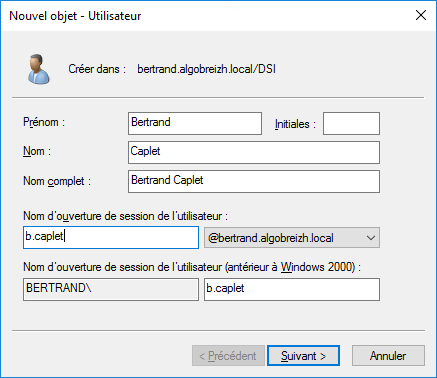 Nouvel objet - Utilisateur
Créer dans : bertrand.algobreizh.local/DSI
Prénom : Bertrand Initiales :
Nom : Caplet
Nom complet : Bertrand Caplet
Nom d'ouverture de session de l'utilisateur :
b.caplet @bertrand.algobreizh.local
Nom d'ouverture de session de l'utilisateur (antérieur à Windows 2000) :
BERTRAND\ b.caplet
< Précédent Suivant > Annuler